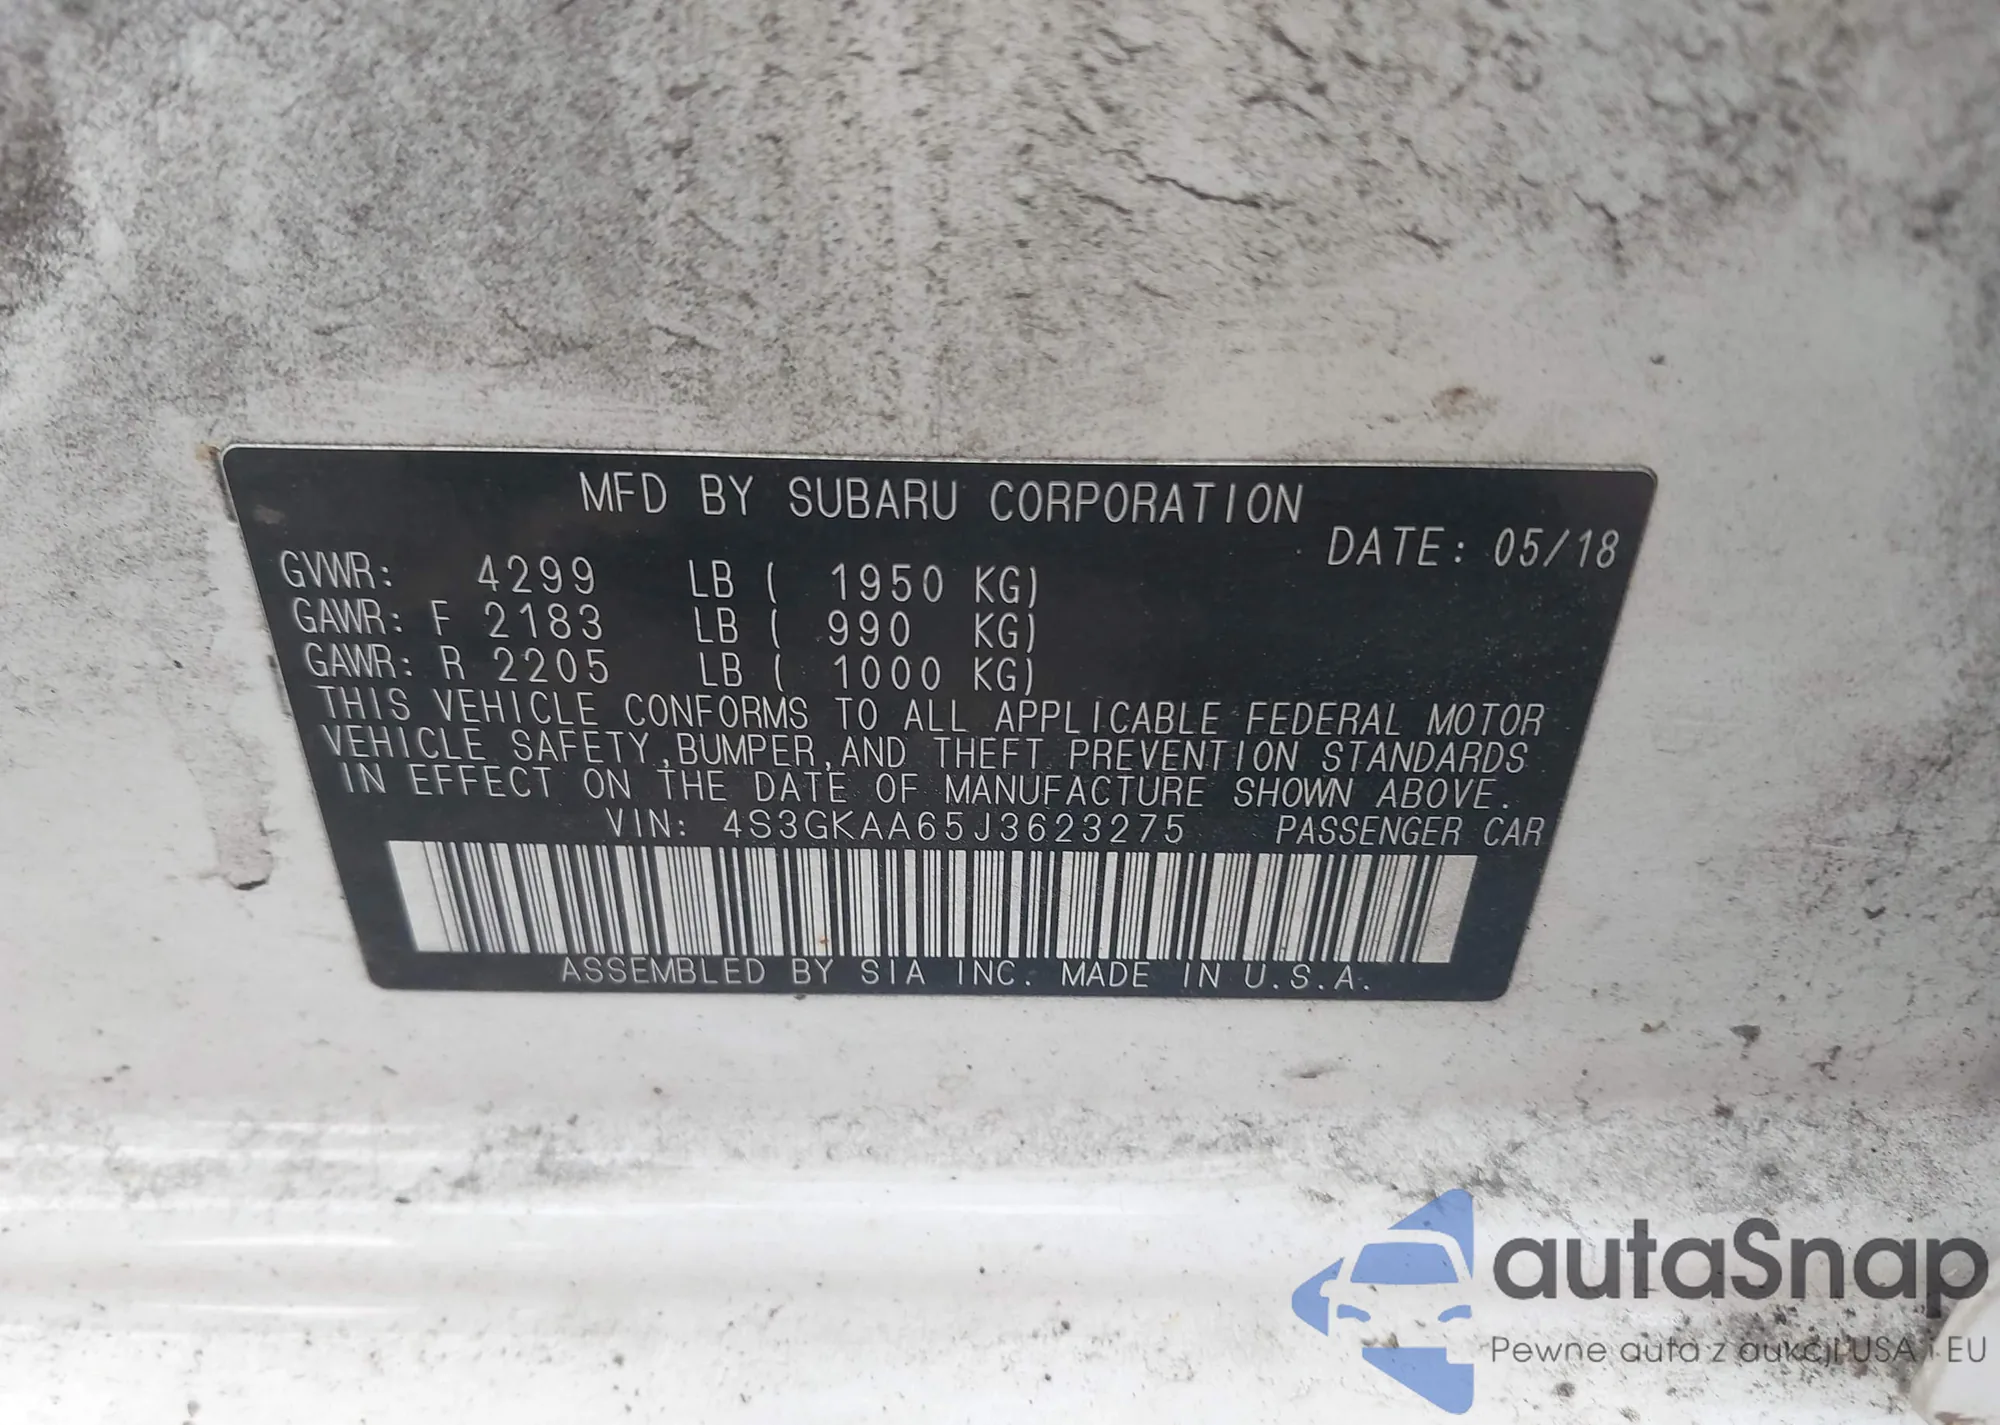 MFD BY SUBARU CORPORATION
DATE: 05/18
GVWR: 4299 LB ( 1950 KG)
GAWR: F 2183 LB ( 990 KG)
GAWR: R 2205 LB ( 1000 KG)
THIS VEHICLE CONFORMS TO ALL APPLICABLE FEDERAL MOTOR
VEHICLE SAFETY,BUMPER,AND THEFT PREVENTION STANDARDS
IN EFFECT ON THE DATE OF MANUFACTURE SHOWN ABOVE.
VIN: 4S3GKAA65J3623275 PASSENGER CAR
ASSEMBLED BY SIA INC. MADE IN U.S.A.
autaSnap
Pewne auta z aukcji USA i EU